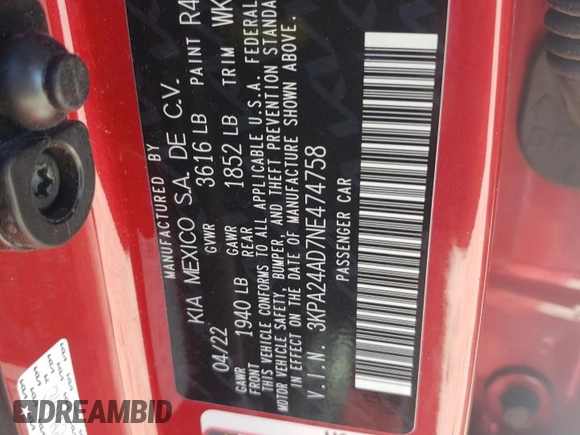 MANUFACTURED BY
KIA MEXICO S.A. DE C.V.
04/22 GVWR 3616 LB PAINT R4
GAWR FRONT 1940 LB GAWR REAR 1852 LB TRIM WK
THIS VEHICLE CONFORMS TO ALL APPLICABLE U.S.A. FEDERAL
MOTOR VEHICLE SAFETY, BUMPER, AND THEFT PREVENTION STANDA
IN EFFECT ON THE DATE OF MANUFACTURE SHOWN ABOVE.
V.I.N. 3KPA24AD7NE474758
PASSENGER CAR
DREAMBID